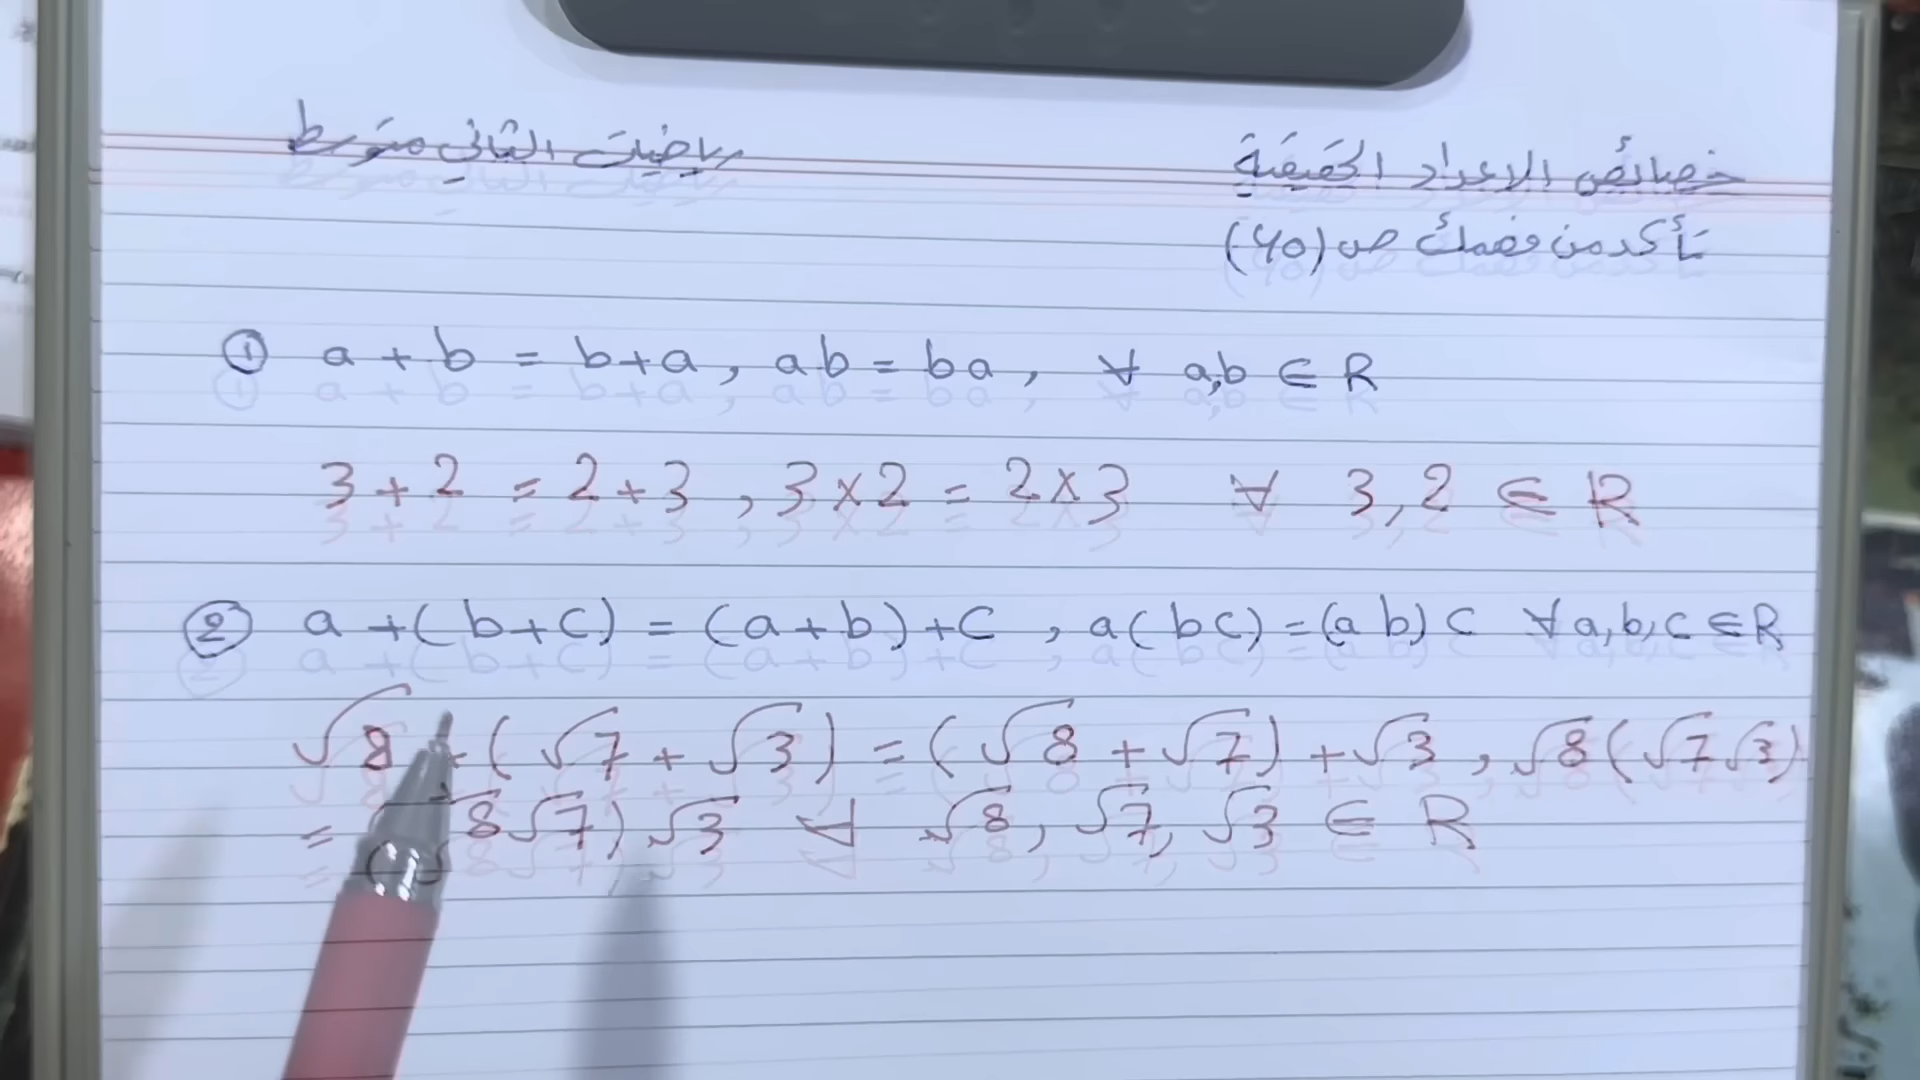 خصائص الاعداد الحقيقية رياضيات الثاني متوسط
تأكد من فهمك ص (٤٥)
① a + b = b+a , ab = ba , ∀ a,b ∈ R
3 + 2 = 2 + 3 , 3 × 2 = 2 × 3 ∀ 3, 2 ∈ R
② a +( b + c ) = ( a + b ) + c , a ( bc ) = (a b) c ∀ a, b, c ∈ R
√8 + ( √7 + √3 ) = ( √8 + √7 ) + √3 , √8 ( √7 √3 )
= (√8 √7 ) √3 ∀ √8 , √7 , √3 ∈ R